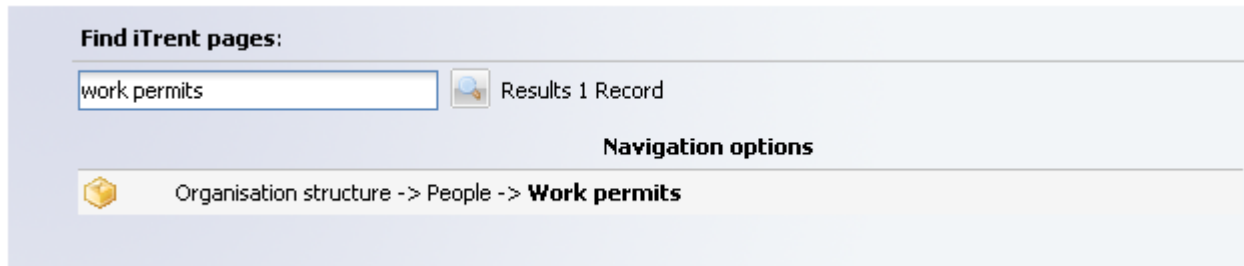 Find iTrent pages:
work permits Results 1 Record
Navigation options
Organisation structure -> People -> Work permits